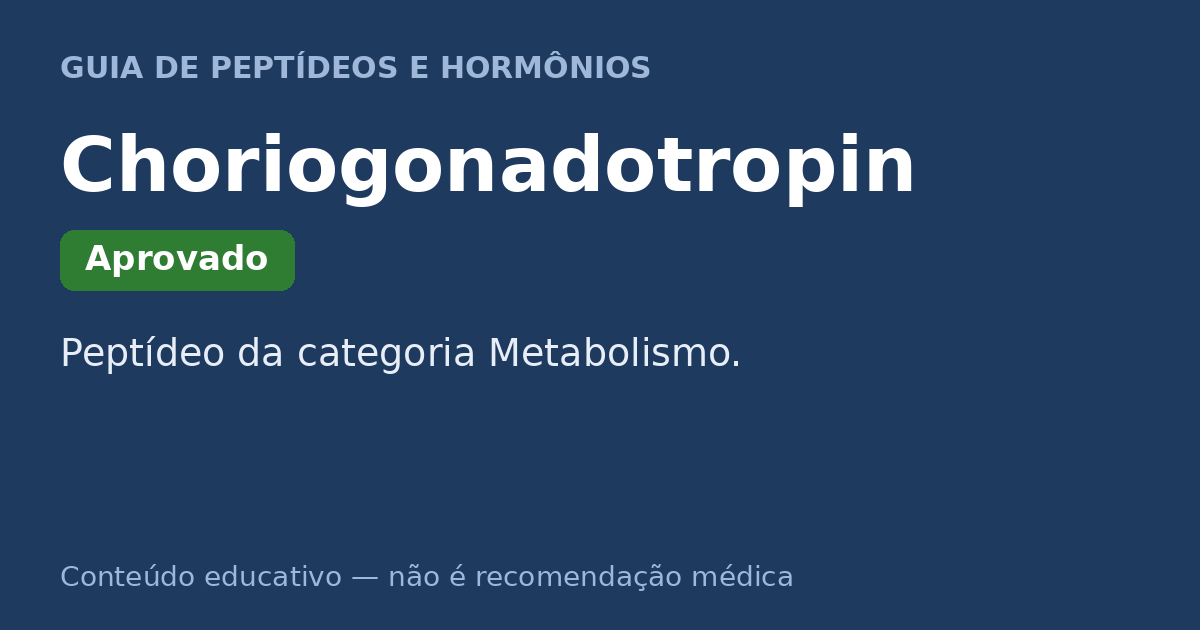 GUIA DE PEPTÍDEOS E HORMÔNIOS
Choriogonadotropin
Aprovado
Peptídeo da categoria Metabolismo.
Conteúdo educativo — não é recomendação médica